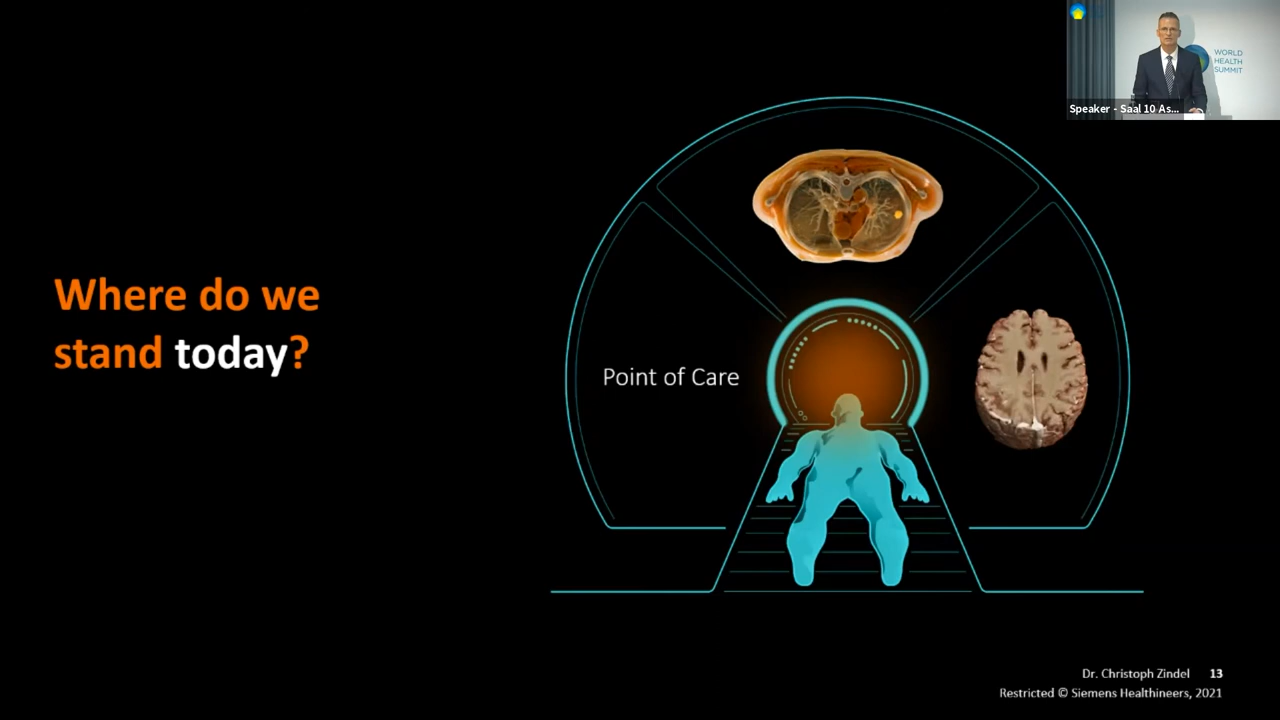 WORLD
HEALTH
SUMMIT
Speaker - Saal 10 As...
Where do we
stand today?
Point of Care
Dr. Christoph Zindel 13
Restricted © Siemens Healthineers, 2021